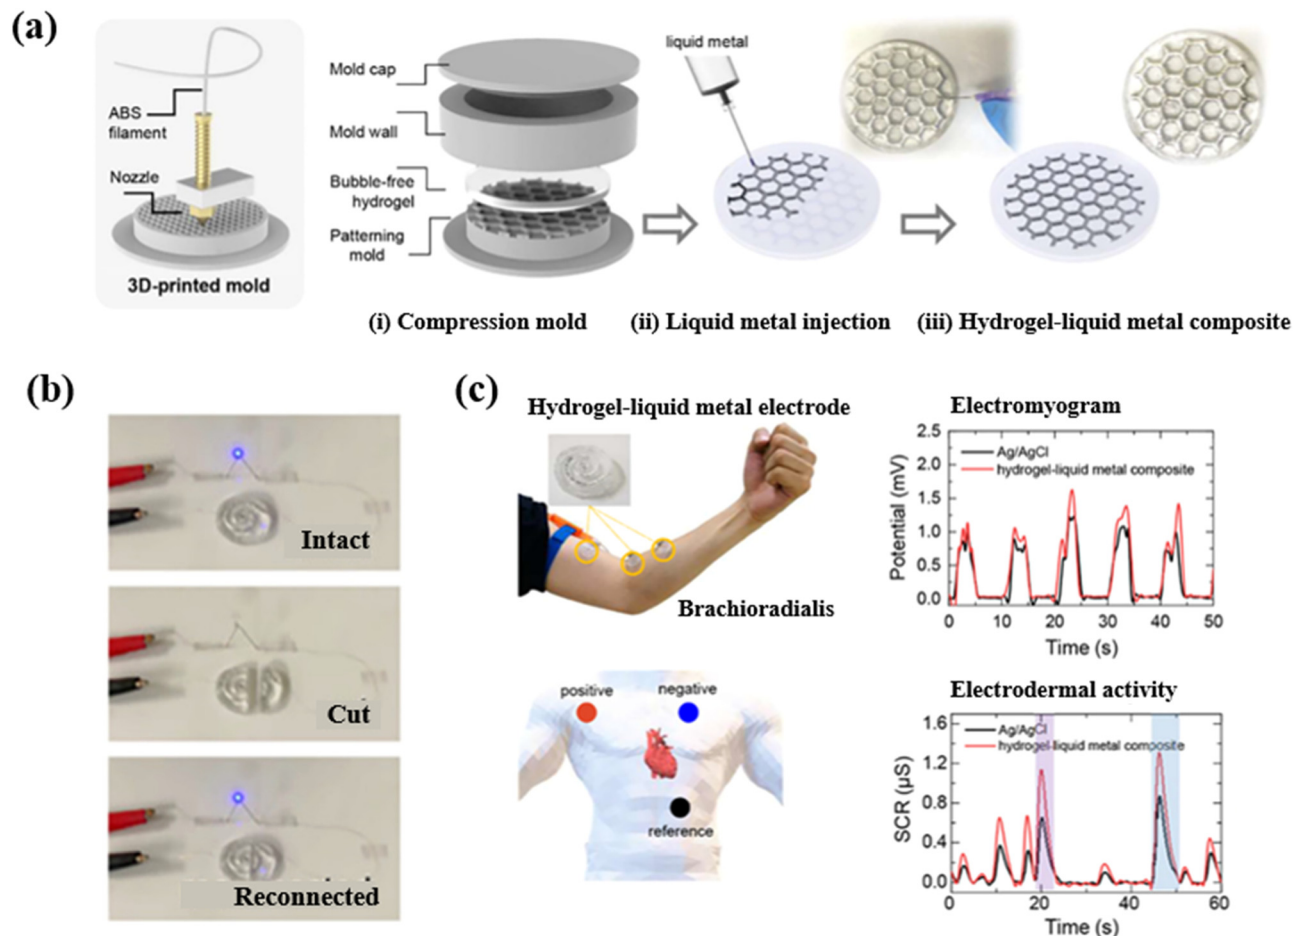 (a)
ABS
filament
Nozzle
3D-printed mold
Mold cap
Mold wall
Bubble-free
hydrogel
Patterning
mold
liquid metal
(i) Compression mold
(ii) Liquid metal injection
(iii) Hydrogel-liquid metal composite
(b)
Intact
Cut
Reconnected
(c)
Hydrogel-liquid metal electrode
Brachioradialis
positive
negative
reference
Electromyogram
Ag/AgCl
hydrogel-liquid metal composite
Potential (mV)
2.5
2.0
1.5
1.0
0.5
0.0
0 10 20 30 40 50
Time (s)
Electrodermal activity
Ag/AgCl
hydrogel-liquid metal composite
SCR (μS)
1.6
1.2
0.8
0.4
0.0
0 20 40 60
Time (s)